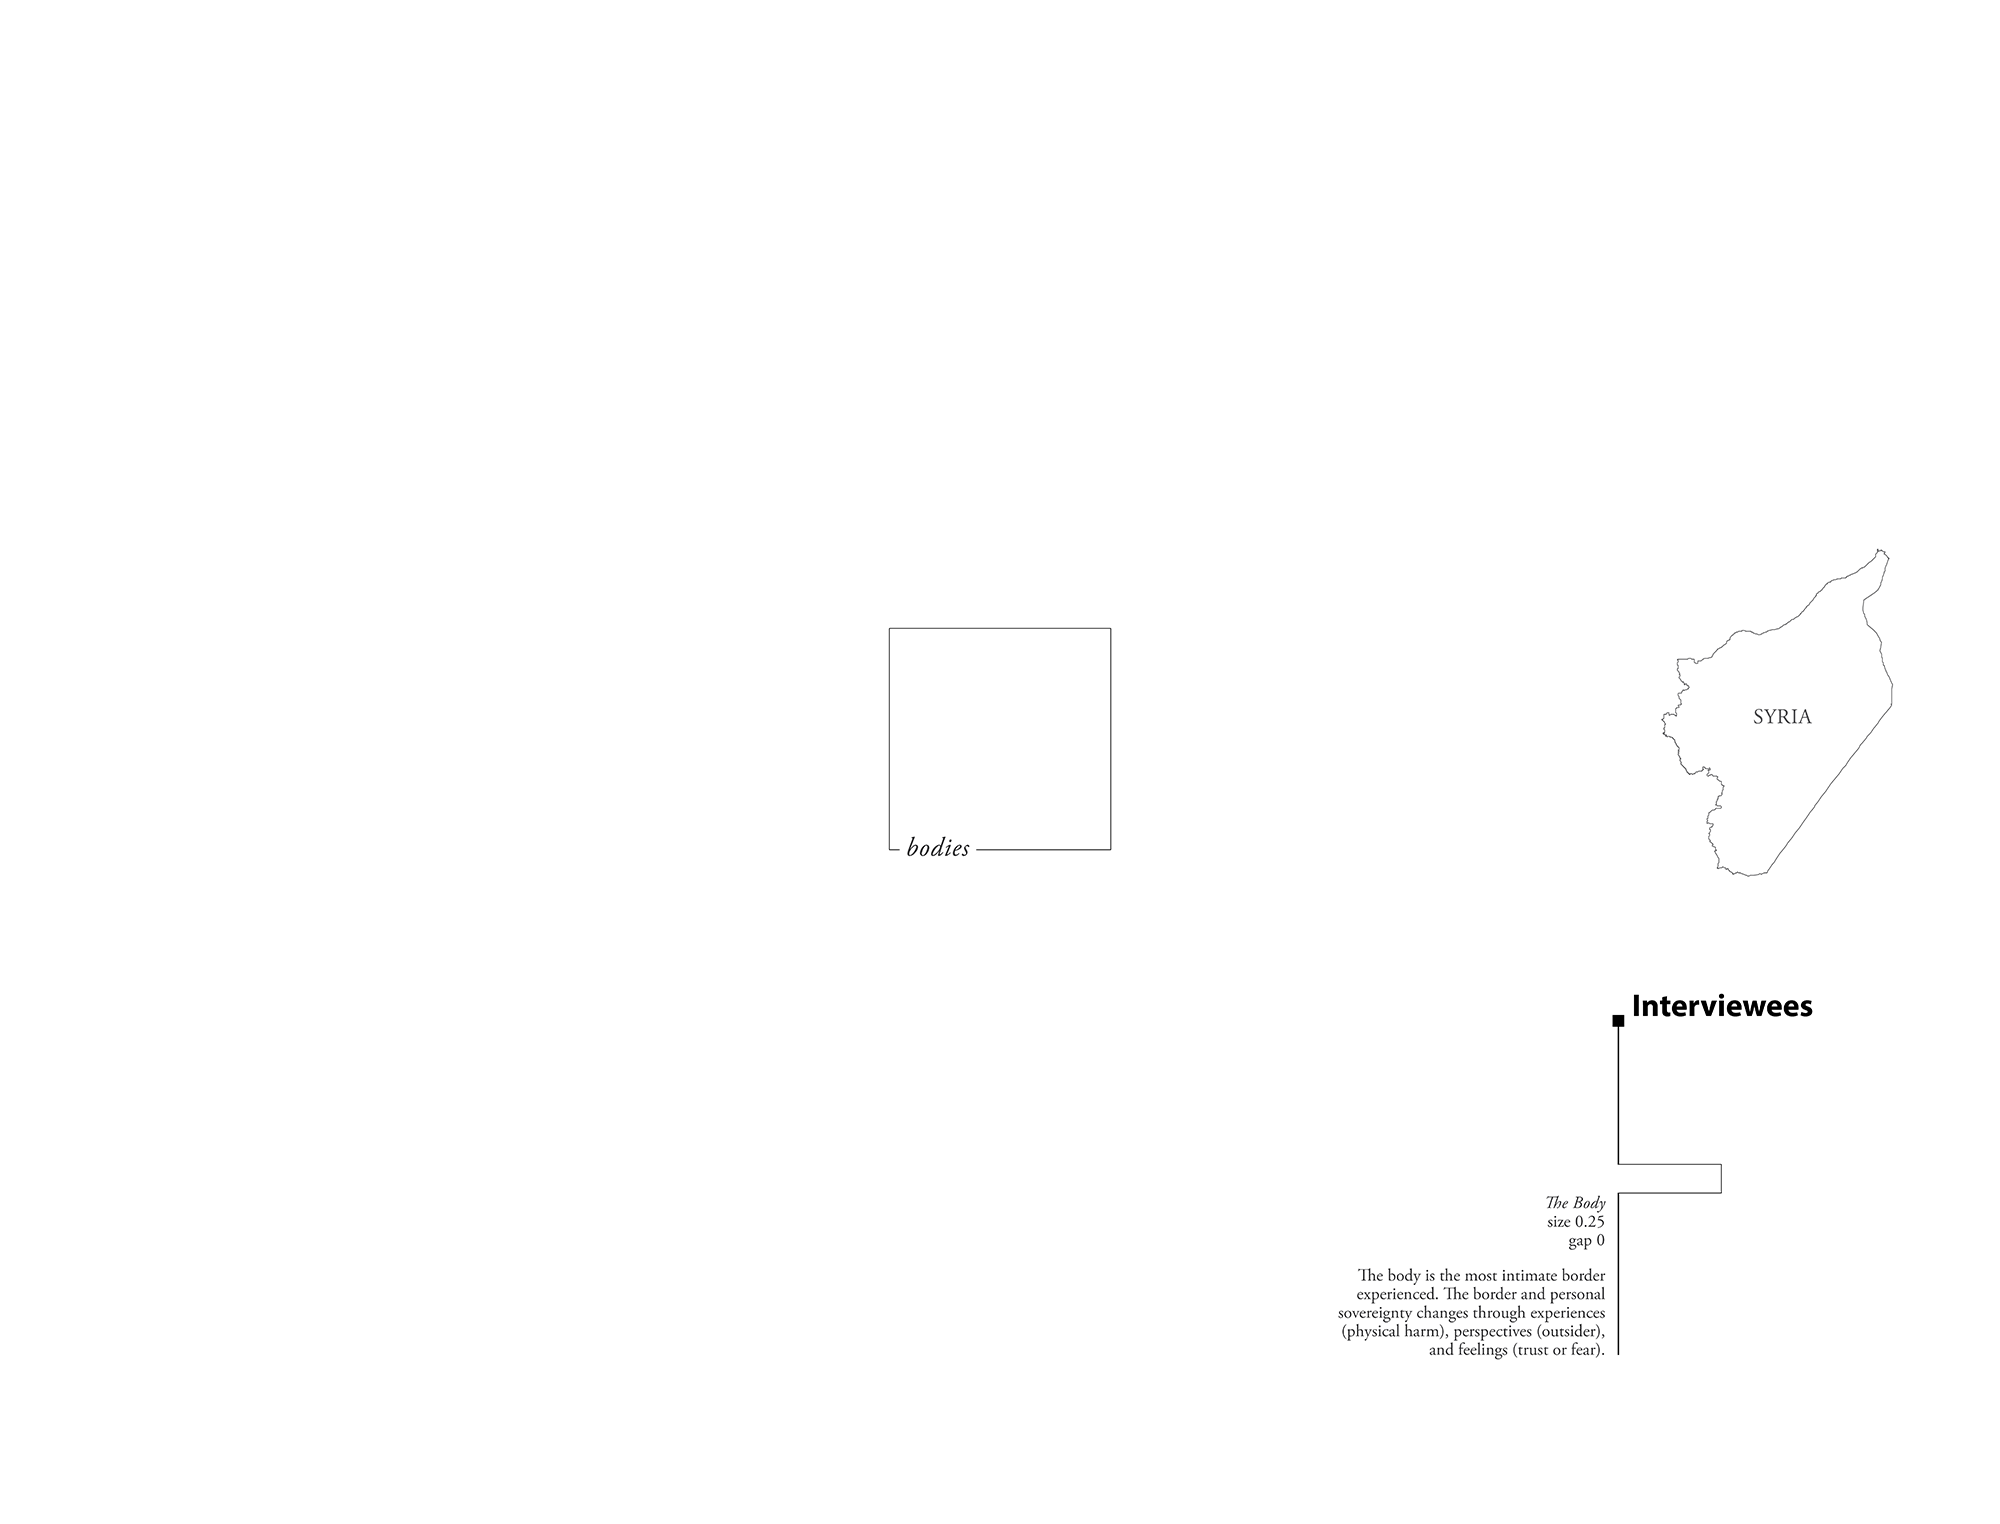 SYRIA
bodies
Interviewees
The Body
size 0.25
gap 0
The body is the most intimate border
experienced. The border and personal
sovereignty changes through experiences
(physical harm), perspectives (outsider),
and feelings (trust or fear).